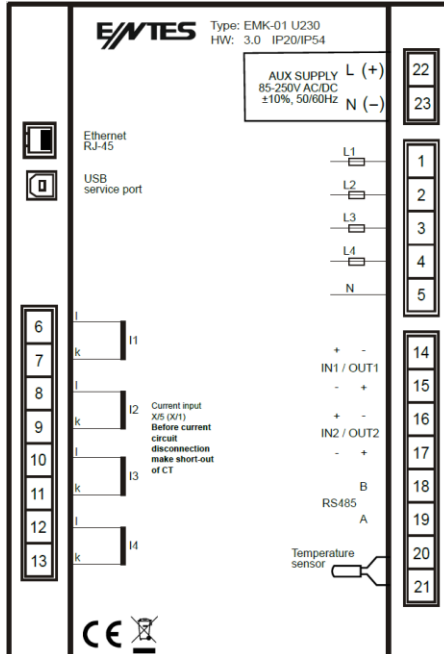 ENTES
Type: EMK-01 U230
HW: 3.0 IP20/IP54
AUX SUPPLY
85-250V AC/DC
±10%, 50/60Hz
L (+)
N (−)
22
23
Ethernet
RJ-45
USB
service port
L1
L2
L3
L4
N
1
2
3
4
5
6
7
8
9
10
11
12
13
l
k
I1
l
k
I2
l
k
I3
l
k
I4
Current input
X/5 (X/1)
Before current
circuit
disconnection
make short-out
of CT
+ -
IN1 / OUT1
- +
+ -
IN2 / OUT2
- +
B
RS485
A
Temperature
sensor
14
15
16
17
18
19
20
21
CE